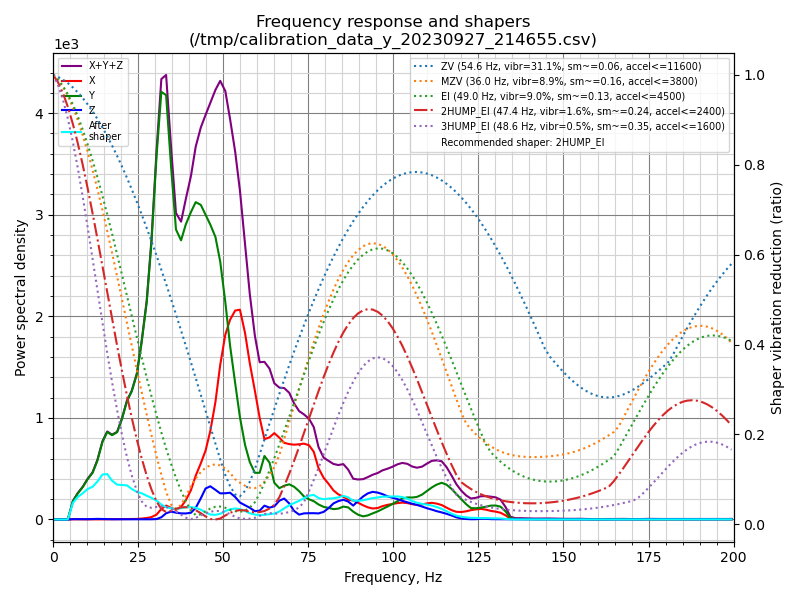 Frequency response and shapers
(/tmp/calibration_data_y_20230927_214655.csv)
1e3
X+Y+Z
X
Y
Z
After
shaper
ZV (54.6 Hz, vibr=31.1%, sm~=0.06, accel<=11600)
MZV (36.0 Hz, vibr=8.9%, sm~=0.16, accel<=3800)
EI (49.0 Hz, vibr=9.0%, sm~=0.13, accel<=4500)
2HUMP_EI (47.4 Hz, vibr=1.6%, sm~=0.24, accel<=2400)
3HUMP_EI (48.6 Hz, vibr=0.5%, sm~=0.35, accel<=1600)
Recommended shaper: 2HUMP_EI
4
3
2
1
0
Power spectral density
1.0
0.8
0.6
0.4
0.2
0.0
Shaper vibration reduction (ratio)
0 25 50 75 100 125 150 175 200
Frequency, Hz